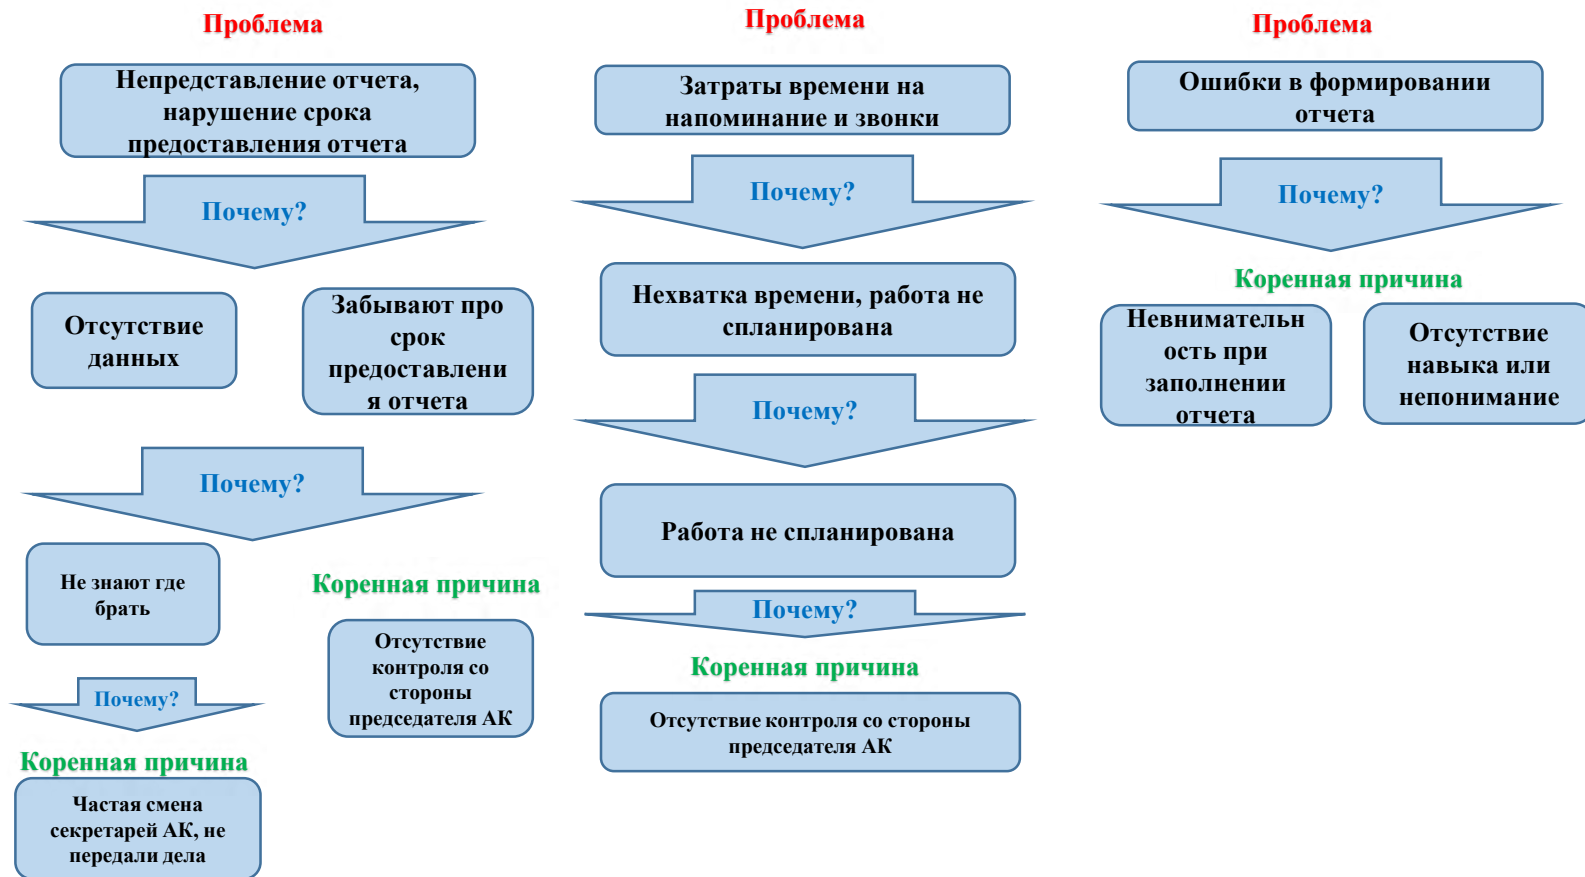 Проблема
Непредставление отчета,
нарушение срока
предоставления отчета
Почему?
Отсутствие
данных
Забывают про
срок
предоставлени
я отчета
Почему?
Не знают где
брать
Почему?
Коренная причина
Частая смена
секретарей АК, не
передали дела
Коренная причина
Отсутствие
контроля со
стороны
председателя АК
Проблема
Затраты времени на
напоминание и звонки
Почему?
Нехватка времени, работа не
спланирована
Почему?
Работа не спланирована
Почему?
Коренная причина
Отсутствие контроля со стороны
председателя АК
Проблема
Ошибки в формировании
отчета
Почему?
Коренная причина
Невнимательн
ость при
заполнении
отчета
Отсутствие
навыка или
непонимание